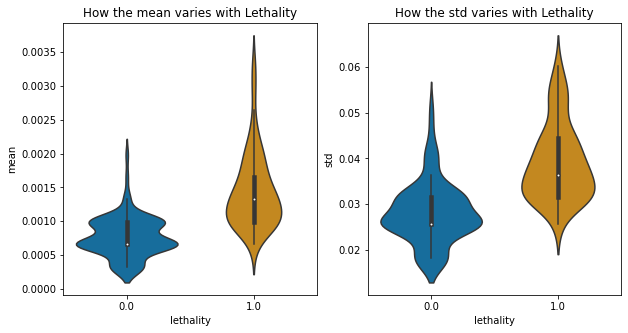 How the mean varies with Lethality
How the std varies with Lethality
0.0035
0.0030
0.0025
0.0020
0.0015
0.0010
0.0005
0.0000
mean
0.0
1.0
lethality
0.06
0.05
0.04
0.03
0.02
std
0.0
1.0
lethality